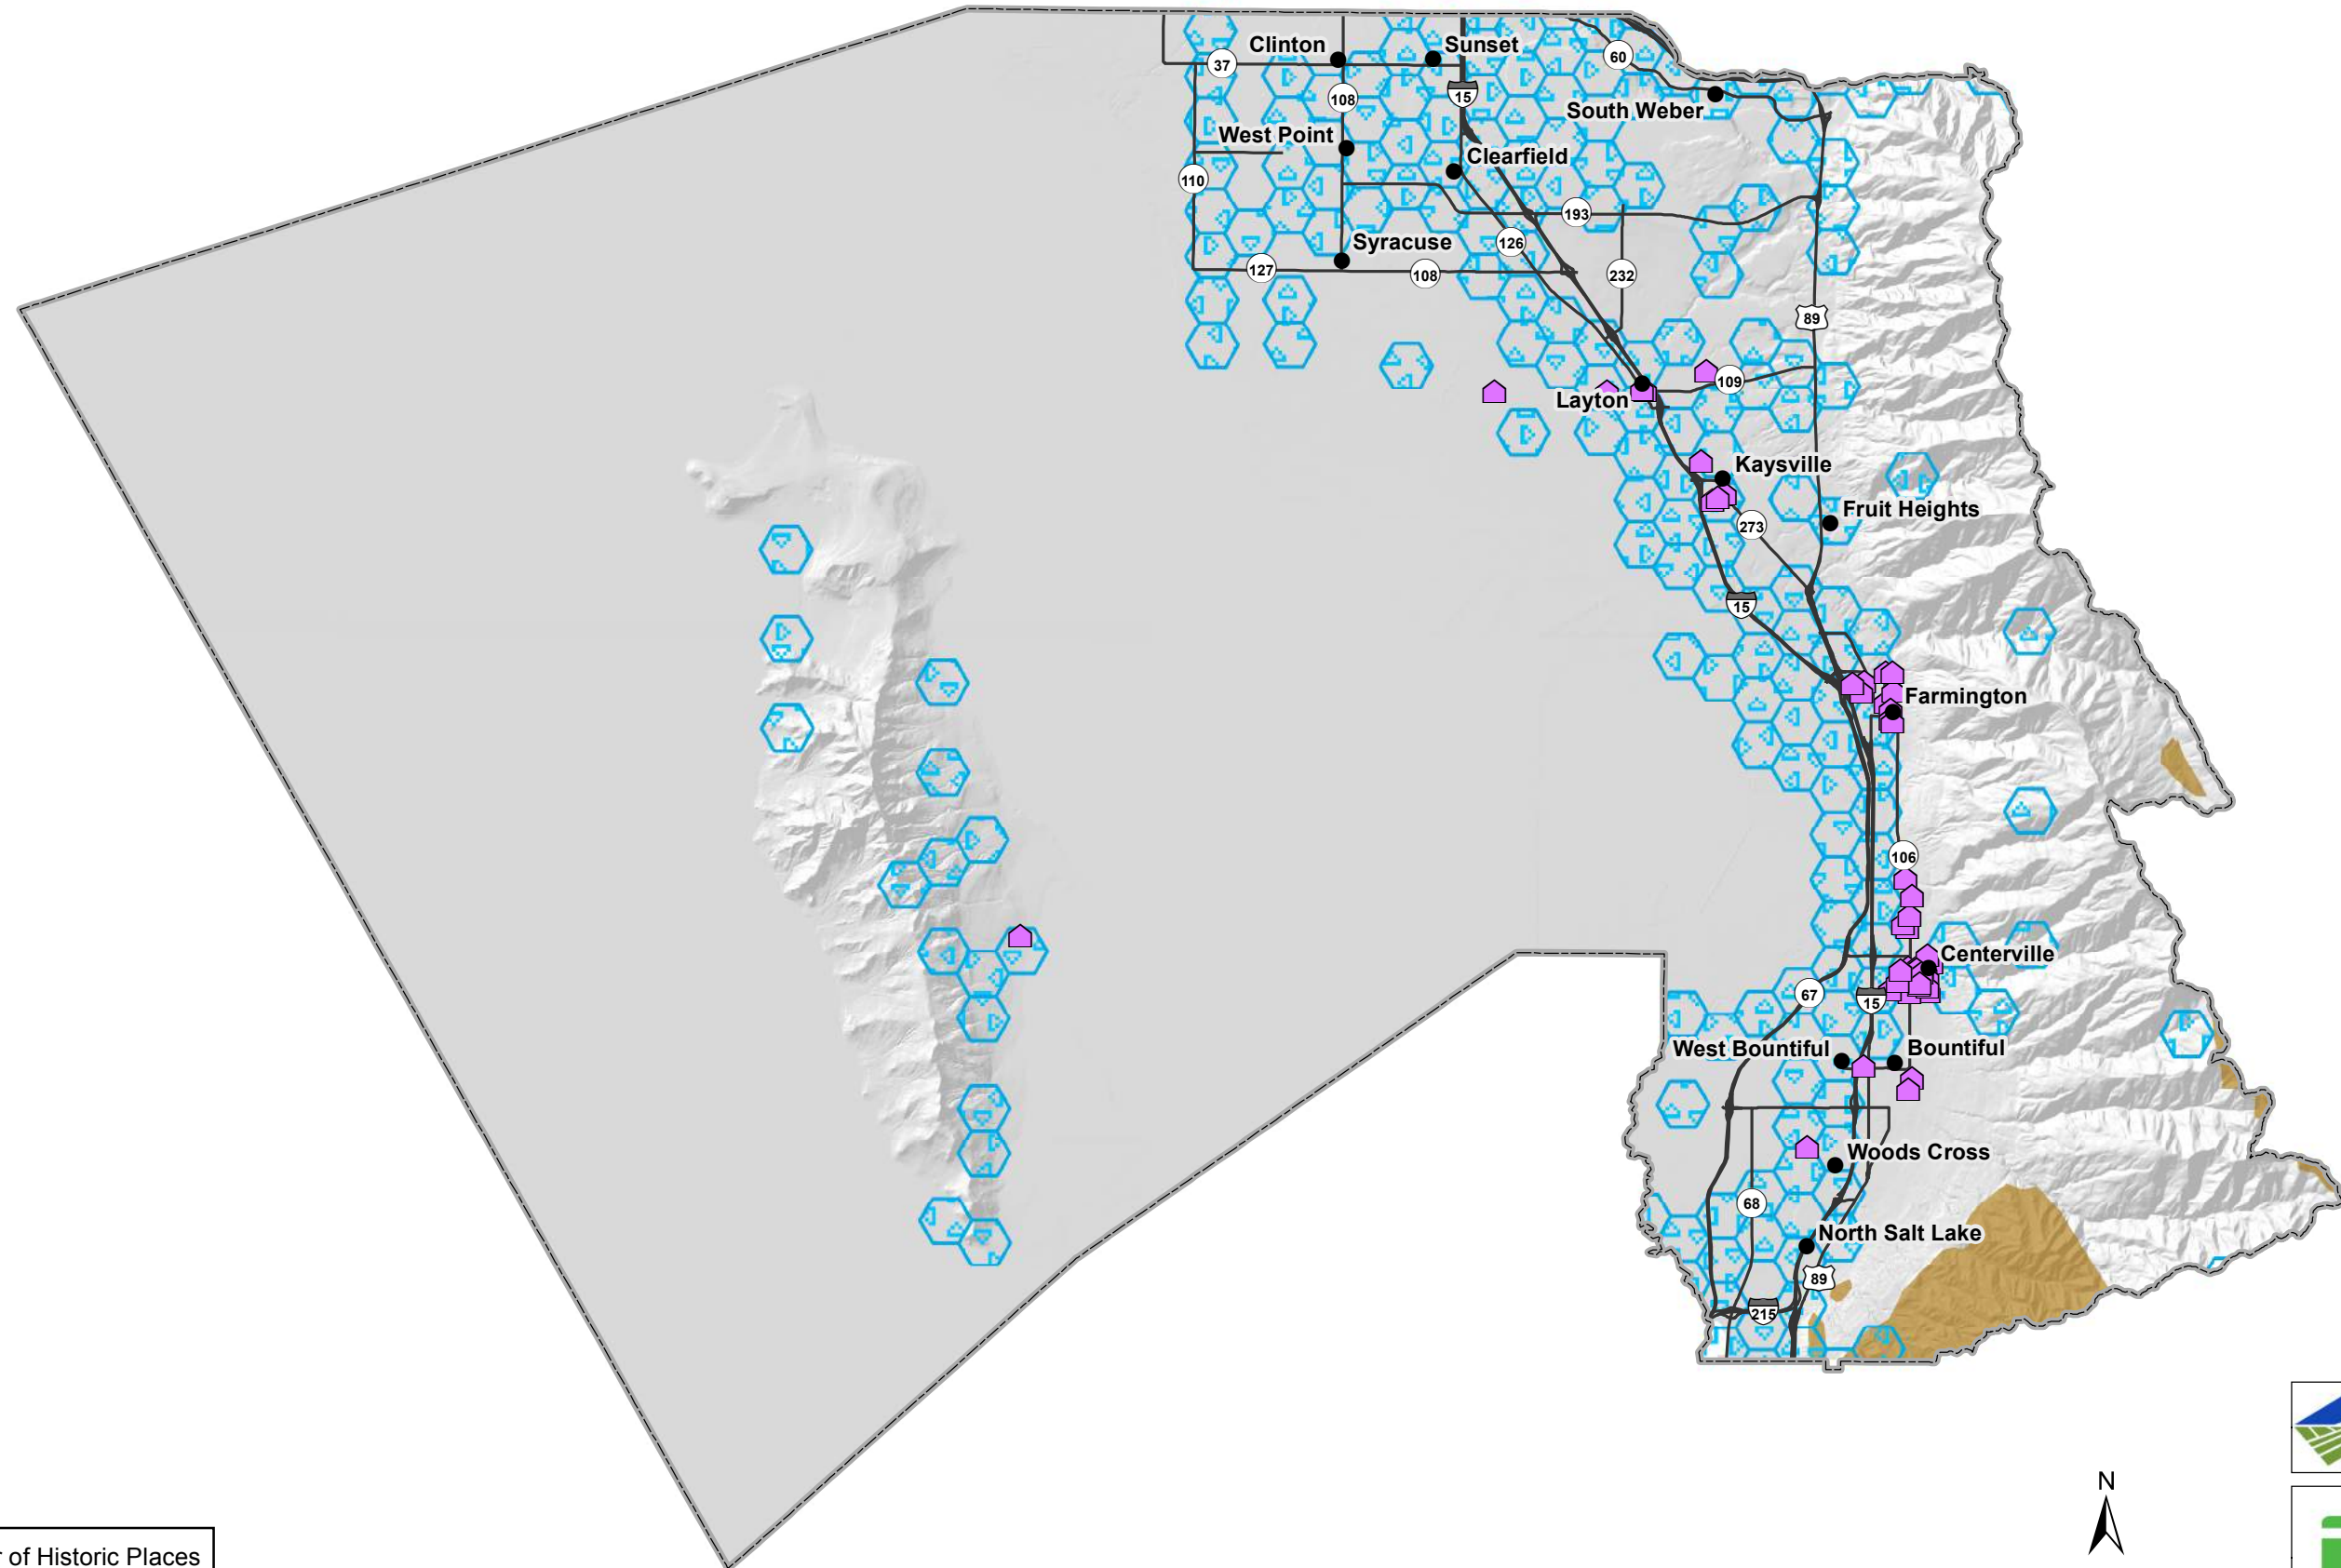 Clinton
Sunset
60
37
15
108
South Weber
West Point
Clearfield
110
193
Syracuse
126
127
108
232
89
109
Layton
Kaysville
Fruit Heights
273
15
Farmington
106
Centerville
67
15
West Bountiful
Bountiful
Woods Cross
68
North Salt Lake
89
215
N
of Historic Places